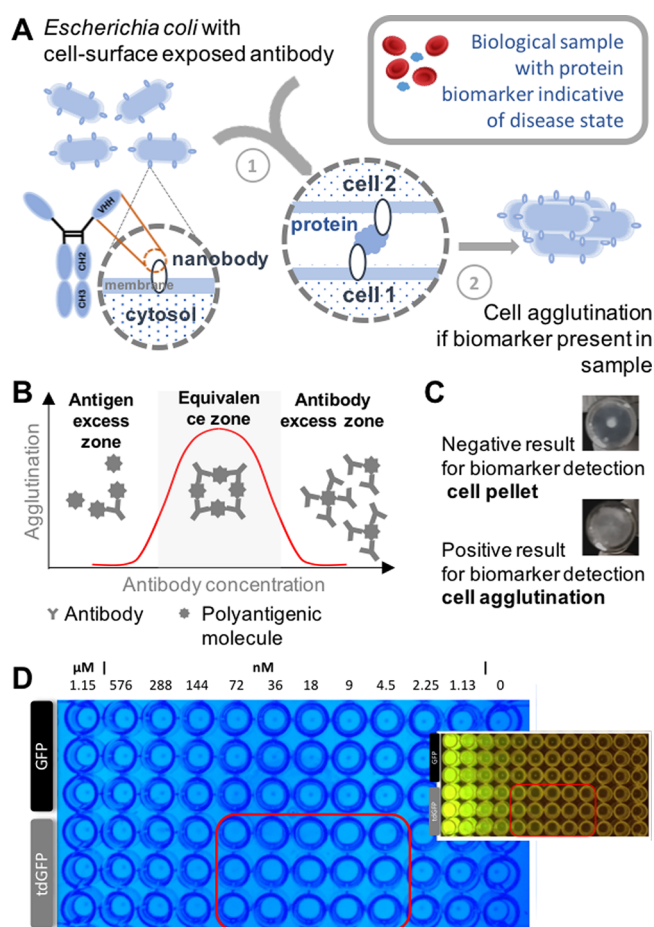 A
Escherichia coli with
cell-surface exposed antibody
Biological sample
with protein
biomarker indicative
of disease state
1
VHH
CH2
CH3
nanobody
membrane
cytosol
cell 2
protein
cell 1
2
Cell agglutination
if biomarker present in
sample
B
Agglutination
Antigen
excess
zone
Equivalen
ce zone
Antibody
excess zone
Antibody concentration
Antibody
Polyantigenic
molecule
C
Negative result
for biomarker detection
cell pellet
Positive result
for biomarker detection
cell agglutination
D
µM | nM |
1.15 576 288 144 72 36 18 9 4.5 2.25 1.13 0
GFP
tdGFP
GFP
tdGFP